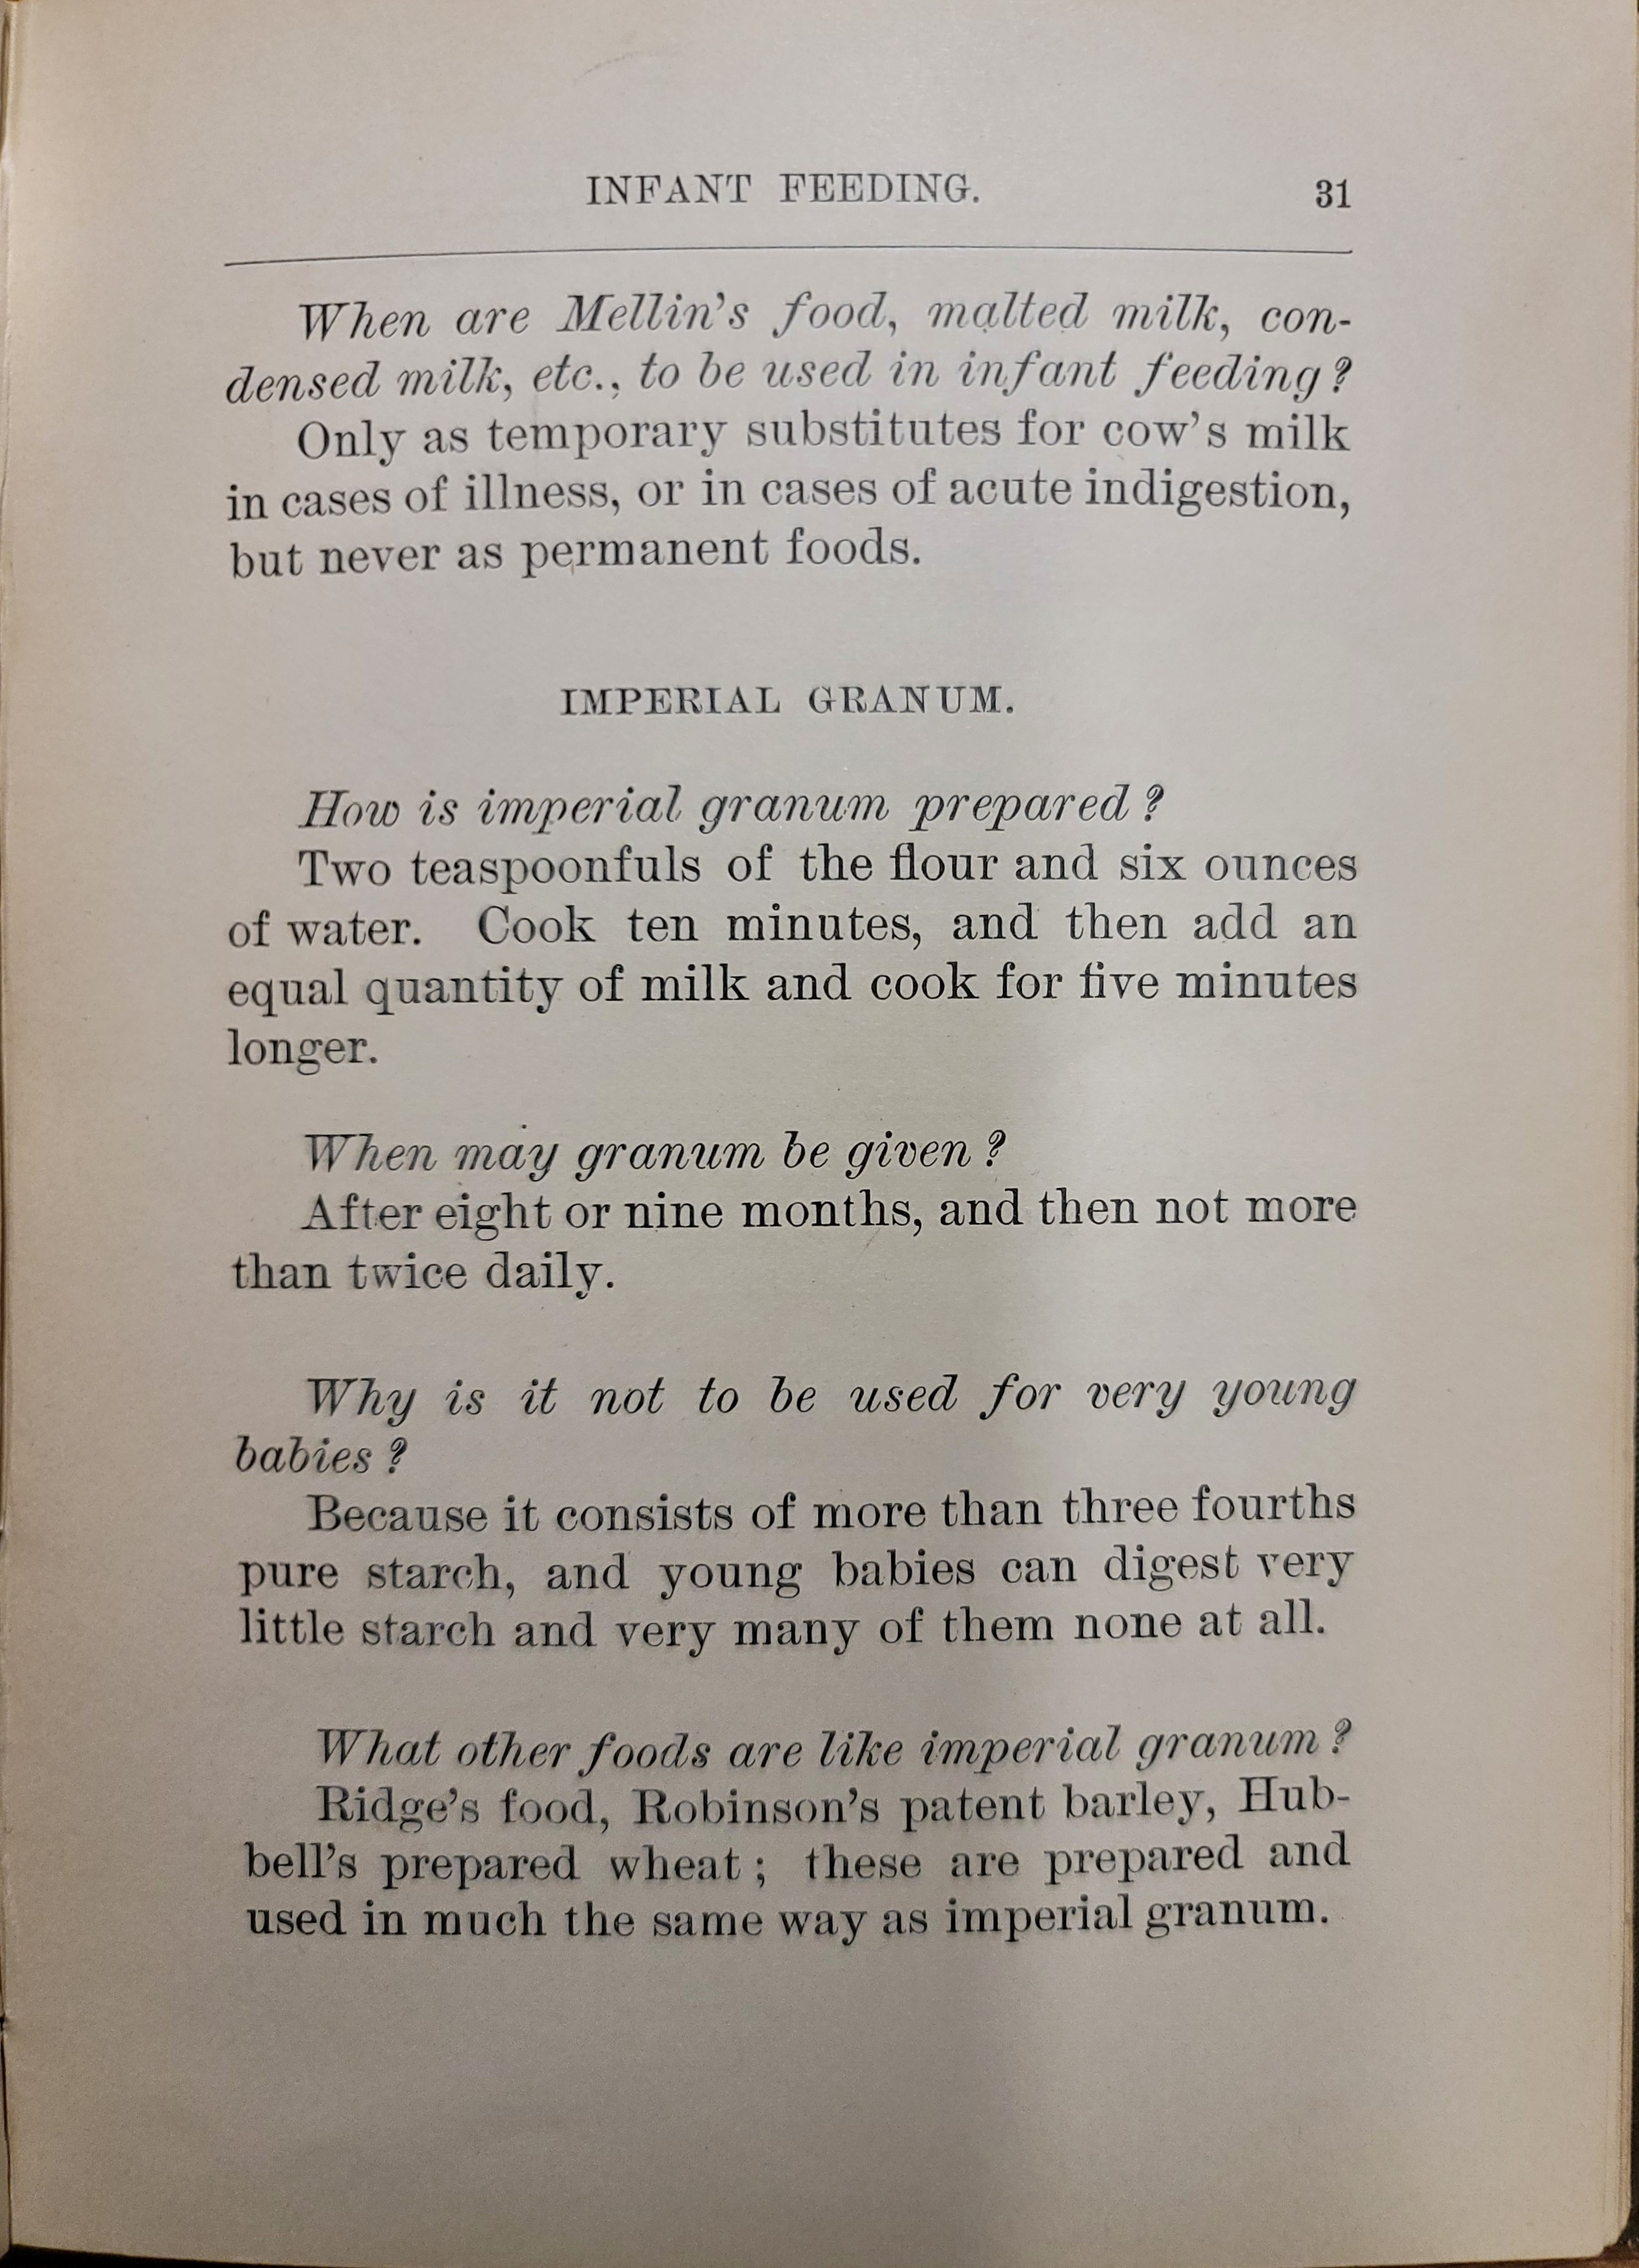 INFANT FEEDING. 31
When are Mellin's food, malted milk, con-
densed milk, etc., to be used in infant feeding?
Only as temporary substitutes for cow's milk
in cases of illness, or in cases of acute indigestion,
but never as permanent foods.
IMPERIAL GRANUM.
How is imperial granum prepared?
Two teaspoonfuls of the flour and six ounces
of water. Cook ten minutes, and then add an
equal quantity of milk and cook for five minutes
longer.
When may granum be given?
After eight or nine months, and then not more
than twice daily.
Why is it not to be used for very young
babies?
Because it consists of more than three fourths
pure starch, and young babies can digest very
little starch and very many of them none at all.
What other foods are like imperial granum?
Ridge's food, Robinson's patent barley, Hub-
bell's prepared wheat; these are prepared and
used in much the same way as imperial granum.